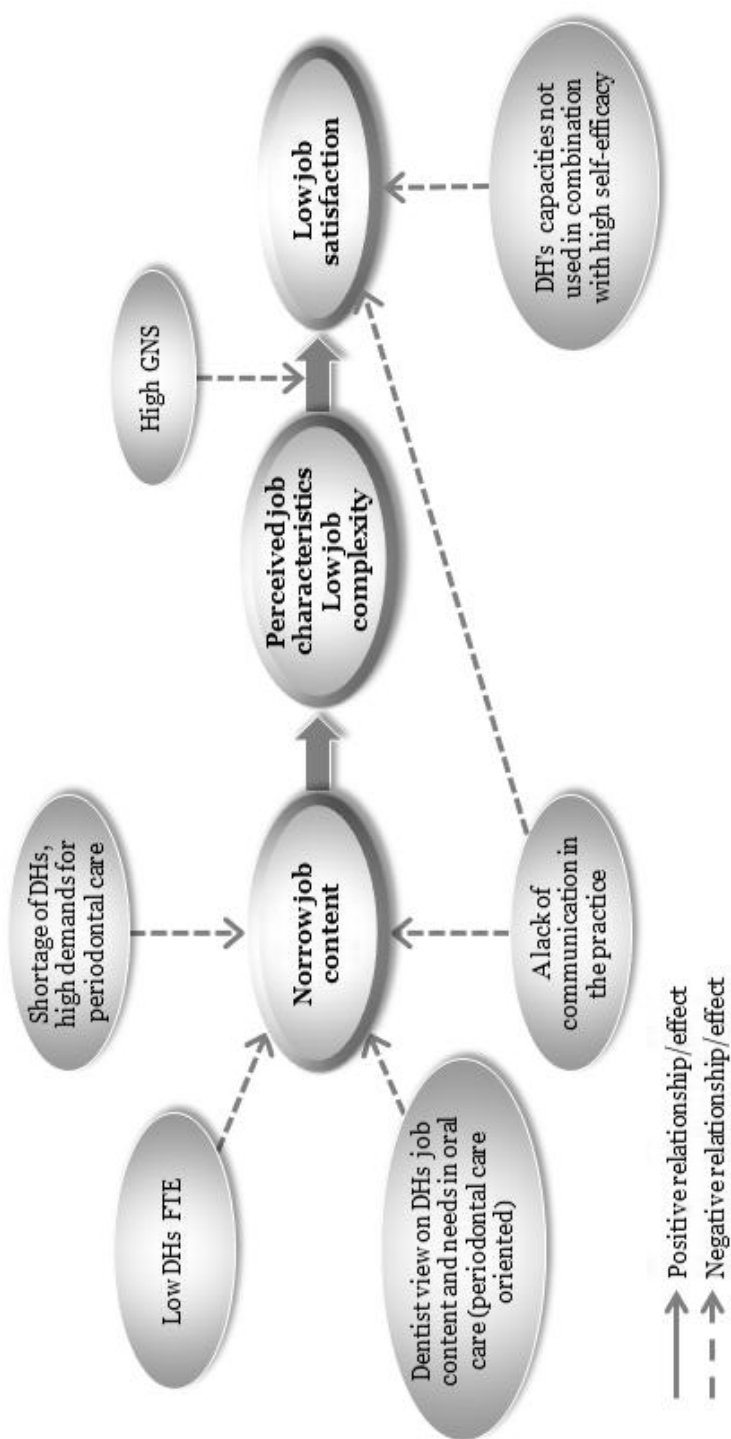 Low DHs FTE
Shortage of DHs,
high demands for
periodontal care
High GNS
Norrow job
content
Perceived job
characteristics
Low job
complexity
Low job
satisfaction
Dentist view on DHs job
content and needs in oral
care (periodontal care
oriented)
A lack of
communication in
the practice
DH's capacities not
used in combination
with high self-efficacy
Positive relationship/effect
Negative relationship/effect